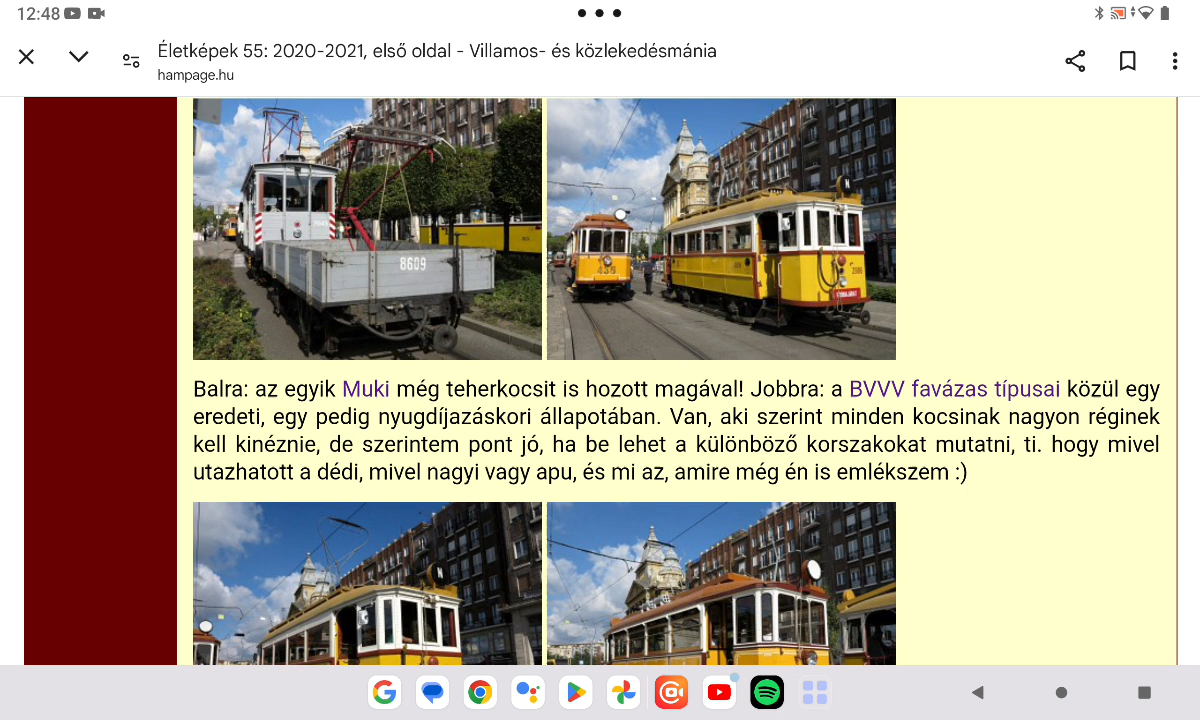 12:48
Életképek 55: 2020-2021, első oldal - Villamos- és közlekedésmánia
hampage.hu
8609
N
436
Balra: az egyik Muki még teherkocsit is hozott magával! Jobbra: a BVVV favázas típusai közül egy
eredeti, egy pedig nyugdíjazáskori állapotában. Van, aki szerint minden kocsinak nagyon réginek
kell kinéznie, de szerintem pont jó, ha be lehet a különböző korszakokat mutatni, ti. hogy mivel
utazhatott a dédi, mivel nagyi vagy apu, és mi az, amire még én is emlékszem :)
N